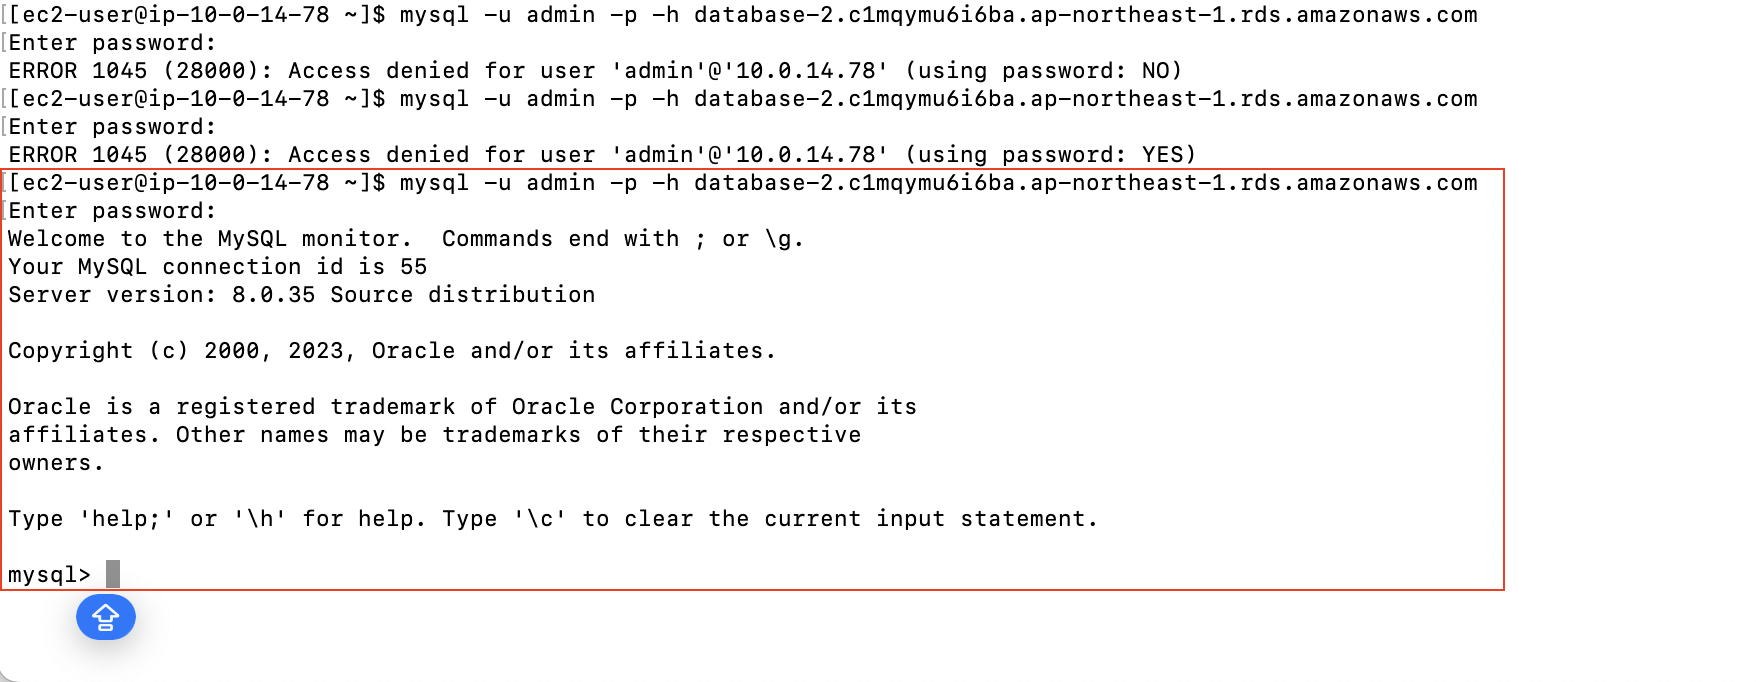 [[ec2-user@ip-10-0-14-78 ~]$ mysql -u admin -p -h database-2.c1mqymu6i6ba.ap-northeast-1.rds.amazonaws.com
[Enter password:
ERROR 1045 (28000): Access denied for user 'admin'@'10.0.14.78' (using password: NO)
[[ec2-user@ip-10-0-14-78 ~]$ mysql -u admin -p -h database-2.c1mqymu6i6ba.ap-northeast-1.rds.amazonaws.com
[Enter password:
ERROR 1045 (28000): Access denied for user 'admin'@'10.0.14.78' (using password: YES)
[[ec2-user@ip-10-0-14-78 ~]$ mysql -u admin -p -h database-2.c1mqymu6i6ba.ap-northeast-1.rds.amazonaws.com
[Enter password:
Welcome to the MySQL monitor.  Commands end with ; or \g.
Your MySQL connection id is 55
Server version: 8.0.35 Source distribution
Copyright (c) 2000, 2023, Oracle and/or its affiliates.
Oracle is a registered trademark of Oracle Corporation and/or its
affiliates. Other names may be trademarks of their respective
owners.
Type 'help;' or '\h' for help. Type '\c' to clear the current input statement.
mysql>